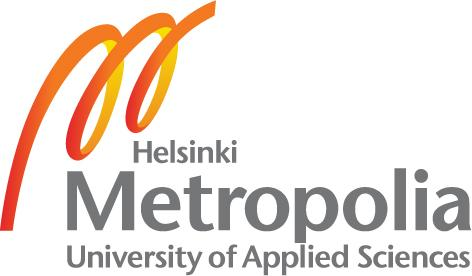 Helsinki
Metropolia
University of Applied Sciences